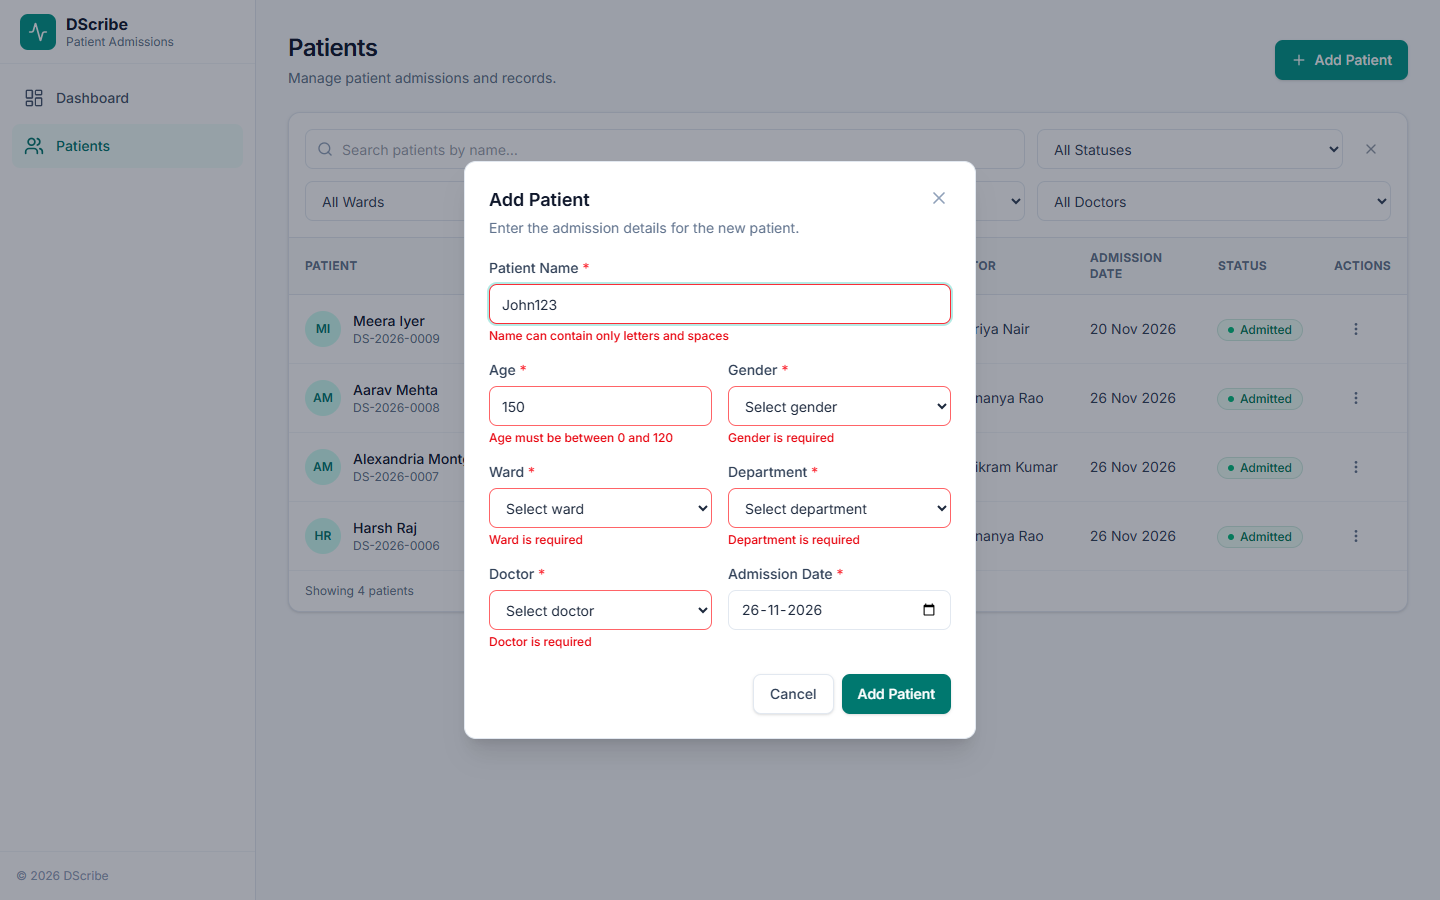 DScribe
Patient Admissions
Dashboard
Patients
© 2026 DScribe
Patients
Manage patient admissions and records.
Add Patient
Search patients by name...
All Statuses
All Wards
All Doctors
PATIENT
ADMISSION
DATE
STATUS
ACTIONS
MI
Meera Iyer
DS-2026-0009
20 Nov 2026
Admitted
AM
Aarav Mehta
DS-2026-0008
Rao
26 Nov 2026
Admitted
AM
Alexandria
DS-2026-0007
Kumar
26 Nov 2026
Admitted
HR
Harsh Raj
DS-2026-0006
Rao
26 Nov 2026
Admitted
Nair
Showing 4 patients
Add Patient
Enter the admission details for the new patient.
Patient Name *
John123
Name can contain only letters and spaces
Age *
Gender *
150
Select gender
Age must be between 0 and 120
Gender is required
Ward *
Department *
Select ward
Select department
Ward is required
Department is required
Doctor *
Admission Date *
Select doctor
26-11-2026
Doctor is required
Cancel
Add Patient